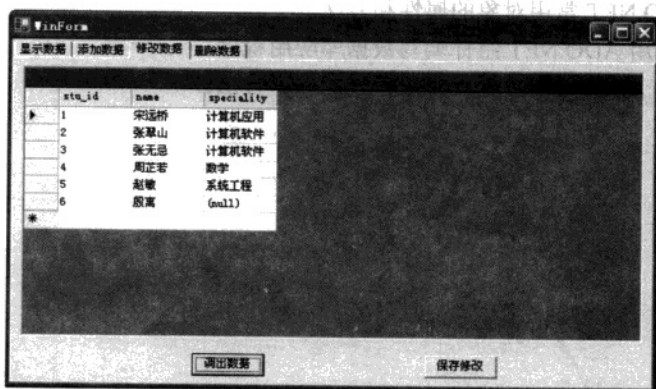 WinForm
显示数据 添加数据 修改数据 删除数据
stu_id name speciality
1 宋远桥 计算机应用
2 张翠山 计算机软件
3 张无忌 计算机软件
4 周芷若 数学
5 赵敏 系统工程
6 殷离 (null)
*
调出数据 保存修改